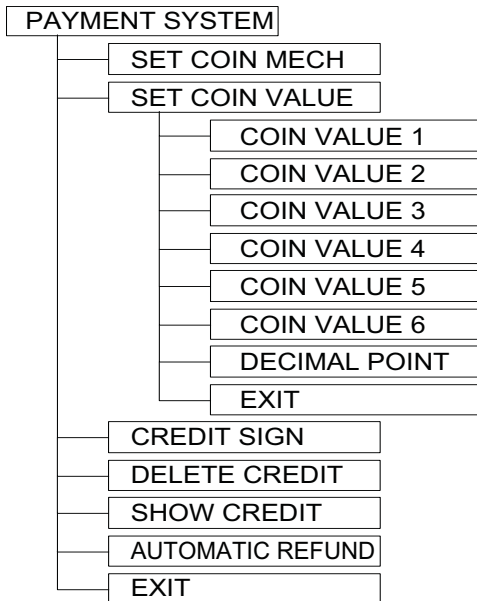 PAYMENT SYSTEM
SET COIN MECH
SET COIN VALUE
COIN VALUE 1
COIN VALUE 2
COIN VALUE 3
COIN VALUE 4
COIN VALUE 5
COIN VALUE 6
DECIMAL POINT
EXIT
CREDIT SIGN
DELETE CREDIT
SHOW CREDIT
AUTOMATIC REFUND
EXIT